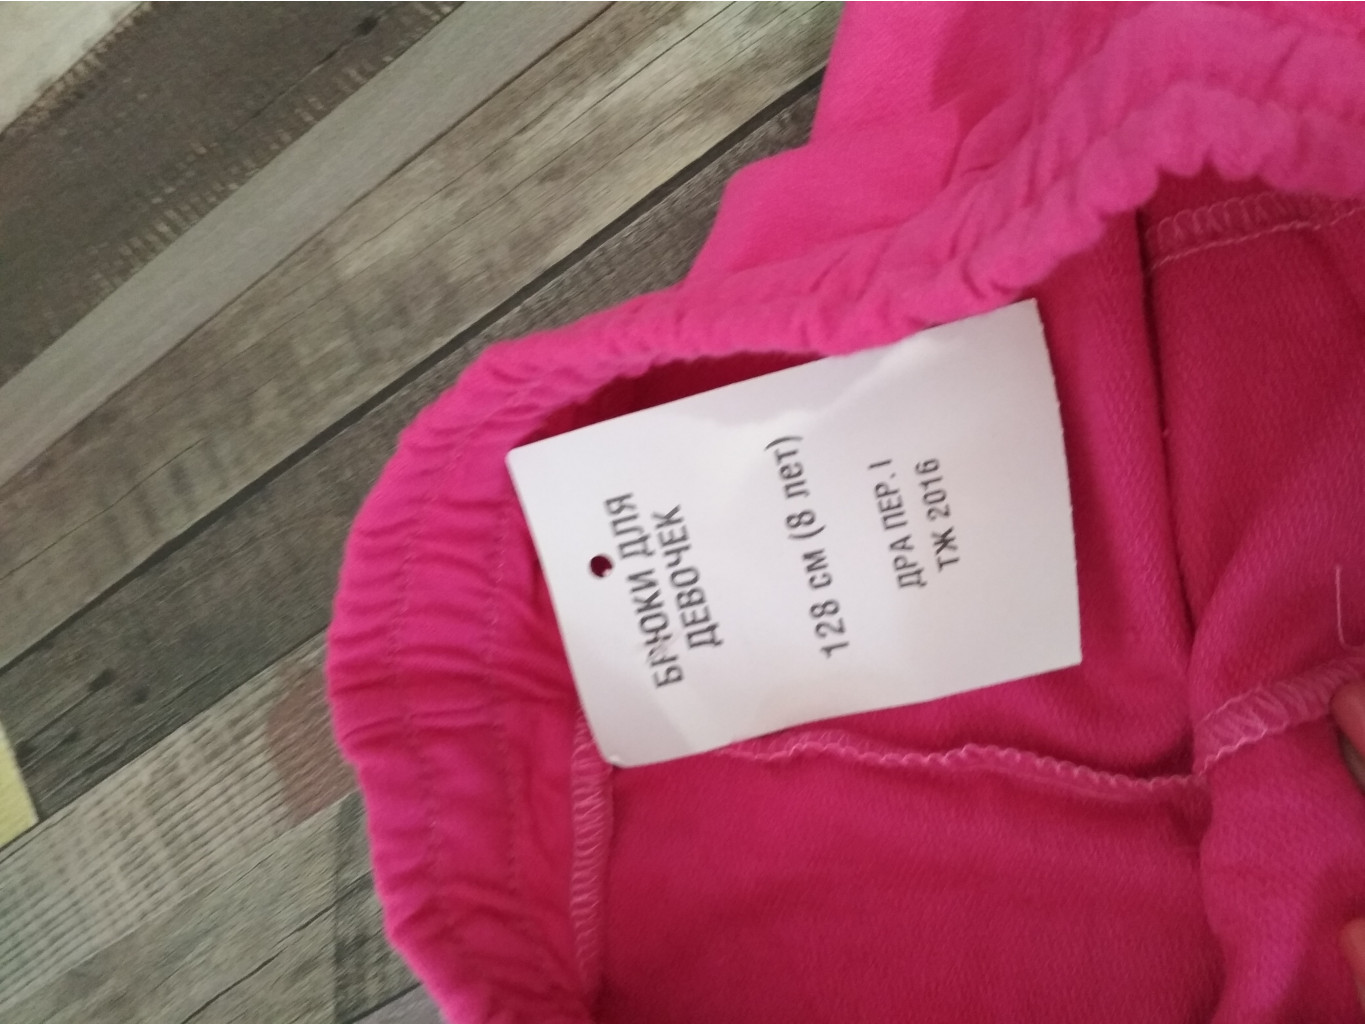 БРЮКИ ДЛЯ
ДЕВОЧЕК
128 см (8 лет)
ДРА ПЕР. I
ТЖ 2016